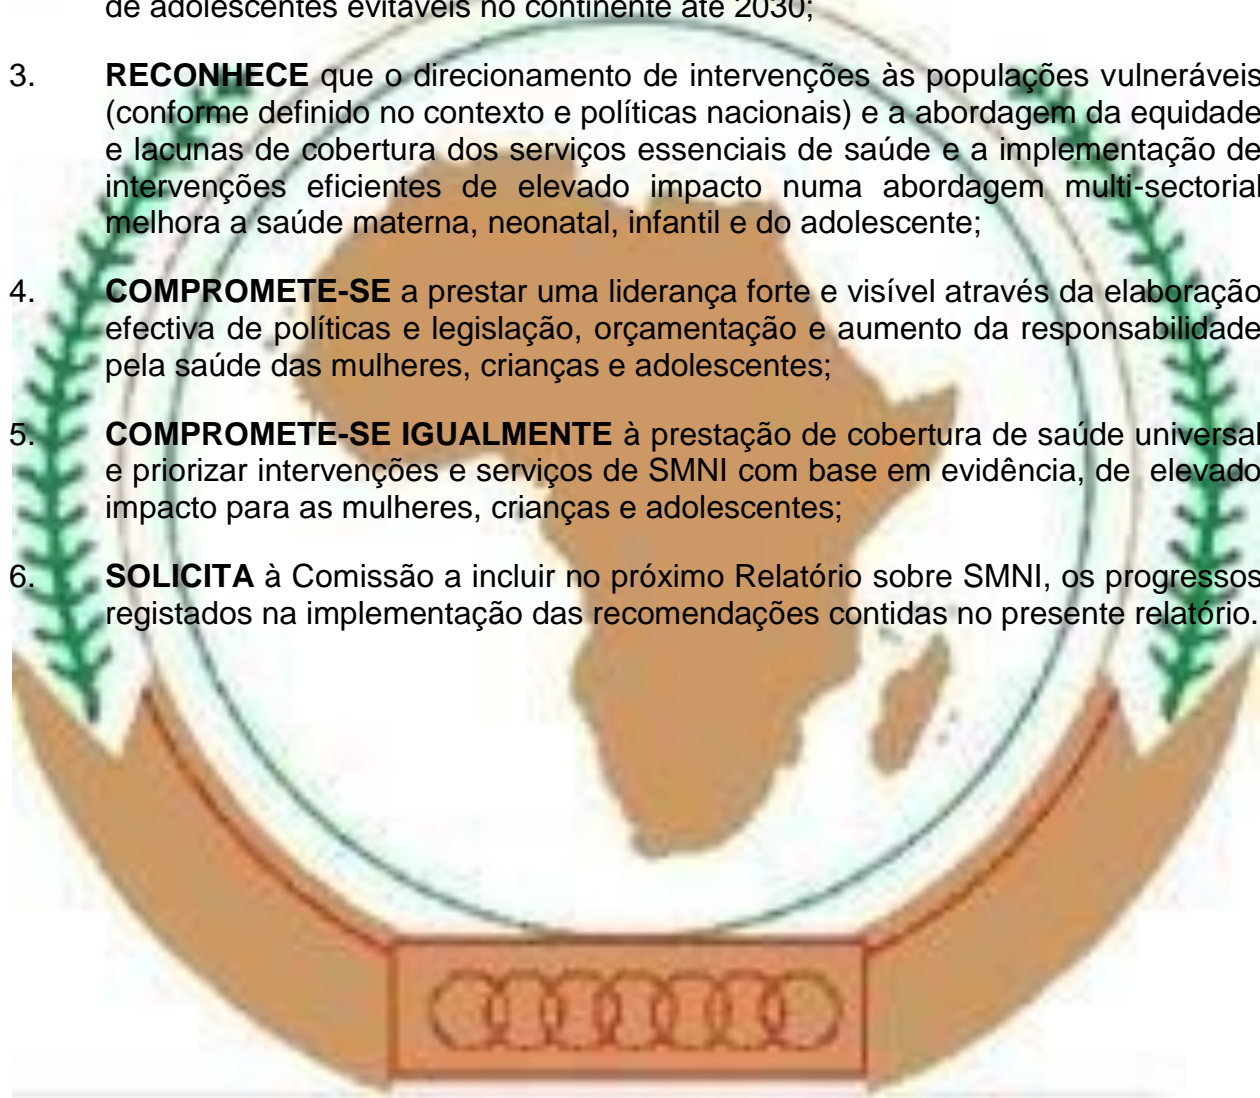 de adolescentes evitáveis no continente até 2030;
3. RECONHECE que o direcionamento de intervenções às populações vulneráveis
(conforme definido no contexto e políticas nacionais) e a abordagem da equidade
e lacunas de cobertura dos serviços essenciais de saúde e a implementação de
intervenções eficientes de elevado impacto numa abordagem multi-sectorial
melhora a saúde materna, neonatal, infantil e do adolescente;
4. COMPROMETE-SE a prestar uma liderança forte e visível através da elaboração
efectiva de políticas e legislação, orçamentação e aumento da responsabilidade
pela saúde das mulheres, crianças e adolescentes;
5. COMPROMETE-SE IGUALMENTE à prestação de cobertura de saúde universal
e priorizar intervenções e serviços de SMNI com base em evidência, de elevado
impacto para as mulheres, crianças e adolescentes;
6. SOLICITA à Comissão a incluir no próximo Relatório sobre SMNI, os progressos
registados na implementação das recomendações contidas no presente relatório.